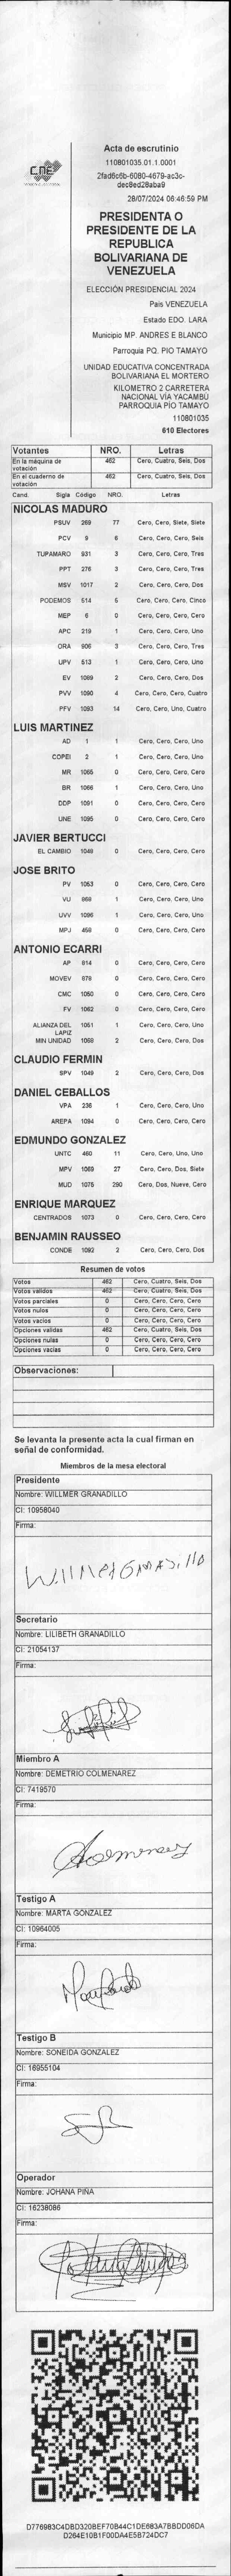 CNE
Acta de escrutinio
110801035.01.1.0001
2fad6c6b-6080-4679-ac3c-
dec8ed28aba9
28/07/2024 06:46:59 PM
PRESIDENTA O
PRESIDENTE DE LA
REPUBLICA
BOLIVARIANA DE
VENEZUELA
ELECCIÓN PRESIDENCIAL 2024
País VENEZUELA
Estado EDO. LARA
Municipio MP. ANDRES E BLANCO
Parroquia PQ. PIO TAMAYO
UNIDAD EDUCATIVA CONCENTRADA
BOLIVARIANA EL MORTERO
KILOMETRO 2 CARRETERA
NACIONAL VÍA YACAMBÚ
PARROQUIA PÍO TAMAYO
110801035
610 Electores
Votantes NRO. Letras
En la máquina de votación 462 Cero, Cuatro, Seis, Dos
En el cuaderno de votación 462 Cero, Cuatro, Seis, Dos
Cand. Sigla Código NRO. Letras
NICOLAS MADURO
PSUV 269 77 Cero, Cero, Siete, Siete
PCV 9 6 Cero, Cero, Cero, Seis
TUPAMARO 931 3 Cero, Cero, Cero, Tres
PPT 276 3 Cero, Cero, Cero, Tres
MSV 1017 2 Cero, Cero, Cero, Dos
PODEMOS 514 5 Cero, Cero, Cero, Cinco
MEP 6 0 Cero, Cero, Cero, Cero
APC 219 1 Cero, Cero, Cero, Uno
ORA 906 3 Cero, Cero, Cero, Tres
UPV 513 1 Cero, Cero, Cero, Uno
EV 1089 2 Cero, Cero, Cero, Dos
PVV 1090 4 Cero, Cero, Cero, Cuatro
PFV 1093 14 Cero, Cero, Uno, Cuatro
LUIS MARTINEZ
AD 1 1 Cero, Cero, Cero, Uno
COPEI 2 1 Cero, Cero, Cero, Uno
MR 1065 0 Cero, Cero, Cero, Cero
BR 1066 1 Cero, Cero, Cero, Uno
DDP 1091 0 Cero, Cero, Cero, Cero
UNE 1095 0 Cero, Cero, Cero, Cero
JAVIER BERTUCCI
EL CAMBIO 1048 0 Cero, Cero, Cero, Cero
JOSE BRITO
PV 1053 0 Cero, Cero, Cero, Cero
VU 868 1 Cero, Cero, Cero, Uno
UVV 1096 1 Cero, Cero, Cero, Uno
MPJ 458 0 Cero, Cero, Cero, Cero
ANTONIO ECARRI
AP 814 0 Cero, Cero, Cero, Cero
MOVEV 878 0 Cero, Cero, Cero, Cero
CMC 1050 0 Cero, Cero, Cero, Cero
FV 1062 0 Cero, Cero, Cero, Cero
ALIANZA DEL LAPIZ 1051 1 Cero, Cero, Cero, Uno
MIN UNIDAD 1058 2 Cero, Cero, Cero, Dos
CLAUDIO FERMIN
SPV 1049 2 Cero, Cero, Cero, Dos
DANIEL CEBALLOS
VPA 236 1 Cero, Cero, Cero, Uno
AREPA 1094 0 Cero, Cero, Cero, Cero
EDMUNDO GONZALEZ
UNTC 460 11 Cero, Cero, Uno, Uno
MPV 1069 27 Cero, Cero, Dos, Siete
MUD 1075 290 Cero, Dos, Nueve, Cero
ENRIQUE MARQUEZ
CENTRADOS 1073 0 Cero, Cero, Cero, Cero
BENJAMIN RAUSSEO
CONDE 1092 2 Cero, Cero, Cero, Dos
Resumen de votos
Votos 462 Cero, Cuatro, Seis, Dos
Votos validos 462 Cero, Cuatro, Seis, Dos
Votos parciales 0 Cero, Cero, Cero, Cero
Votos nulos 0 Cero, Cero, Cero, Cero
Votos vacios 0 Cero, Cero, Cero, Cero
Opciones validas 462 Cero, Cuatro, Seis, Dos
Opciones nulas 0 Cero, Cero, Cero, Cero
Opciones vacias 0 Cero, Cero, Cero, Cero
Observaciones:
Se levanta la presente acta la cual firman en
señal de conformidad.
Miembros de la mesa electoral
Presidente
Nombre: WILLMER GRANADILLO
CI: 10958040
Firma:
Secretario
Nombre: LILIBETH GRANADILLO
CI: 21054137
Firma:
Miembro A
Nombre: DEMETRIO COLMENAREZ
CI: 7419570
Firma:
Testigo A
Nombre: MARTA GONZALEZ
CI: 10964005
Firma:
Testigo B
Nombre: SONEIDA GONZALEZ
CI: 16955104
Firma:
Operador
Nombre: JOHANA PIÑA
CI: 16238086
Firma:
D776983C4DBD320BEF70B44C1DE683A7BBDD06DA
D264E10B1F00DA4E5B724DC7